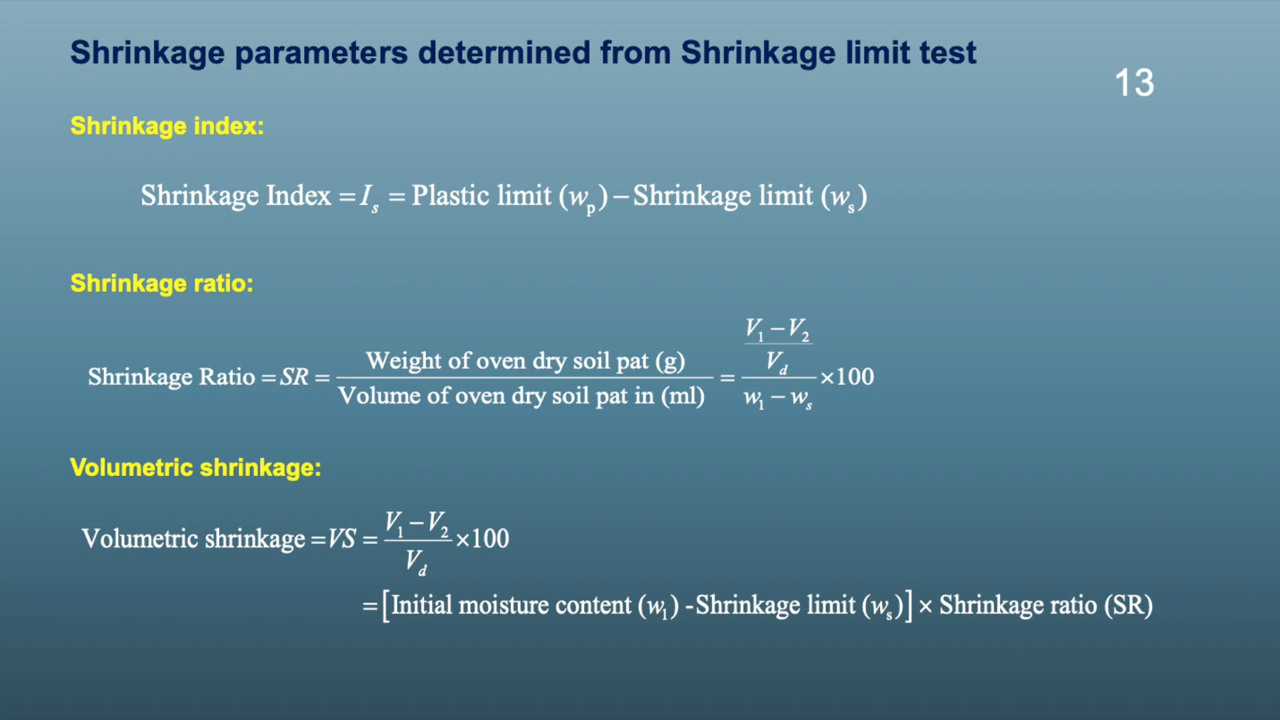 Shrinkage parameters determined from Shrinkage limit test
13
Shrinkage index:
Shrinkage Index = I_s = Plastic limit (w_p) – Shrinkage limit (w_s)
Shrinkage ratio:
Shrinkage Ratio = SR = Weight of oven dry soil pat (g) / Volume of oven dry soil pat in (ml) = ((V_1 – V_2) / V_d) / (w_1 – w_s) ×100
Volumetric shrinkage:
Volumetric shrinkage = VS = (V_1 – V_2) / V_d ×100
= [Initial moisture content (w_1) - Shrinkage limit (w_s)] × Shrinkage ratio (SR)